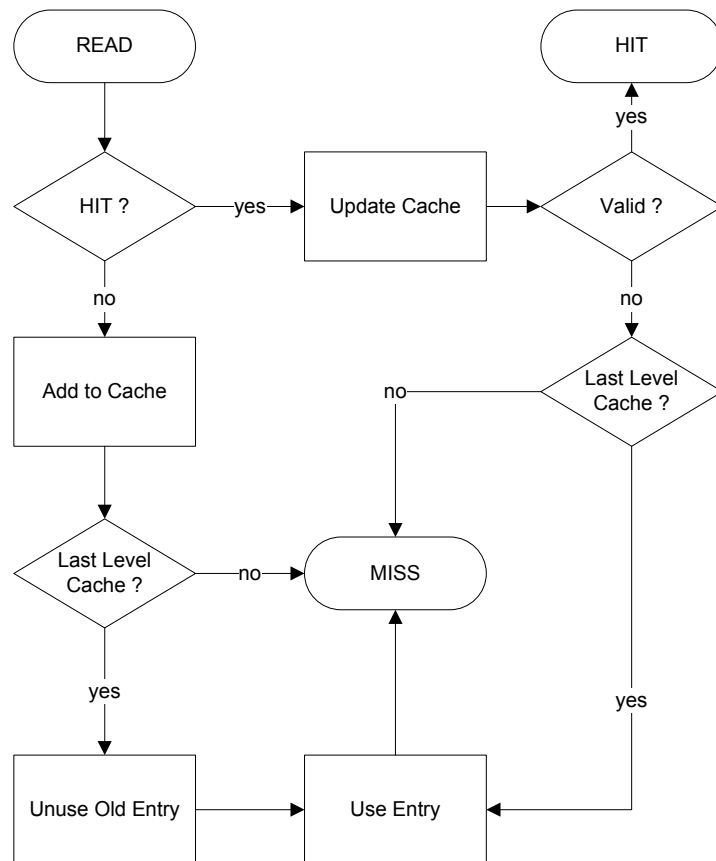 READ
HIT
yes
HIT ?
yes
Update Cache
Valid ?
no
no
Add to Cache
Last Level
Cache ?
no
Last Level
Cache ?
no
MISS
yes
yes
Unuse Old Entry
Use Entry